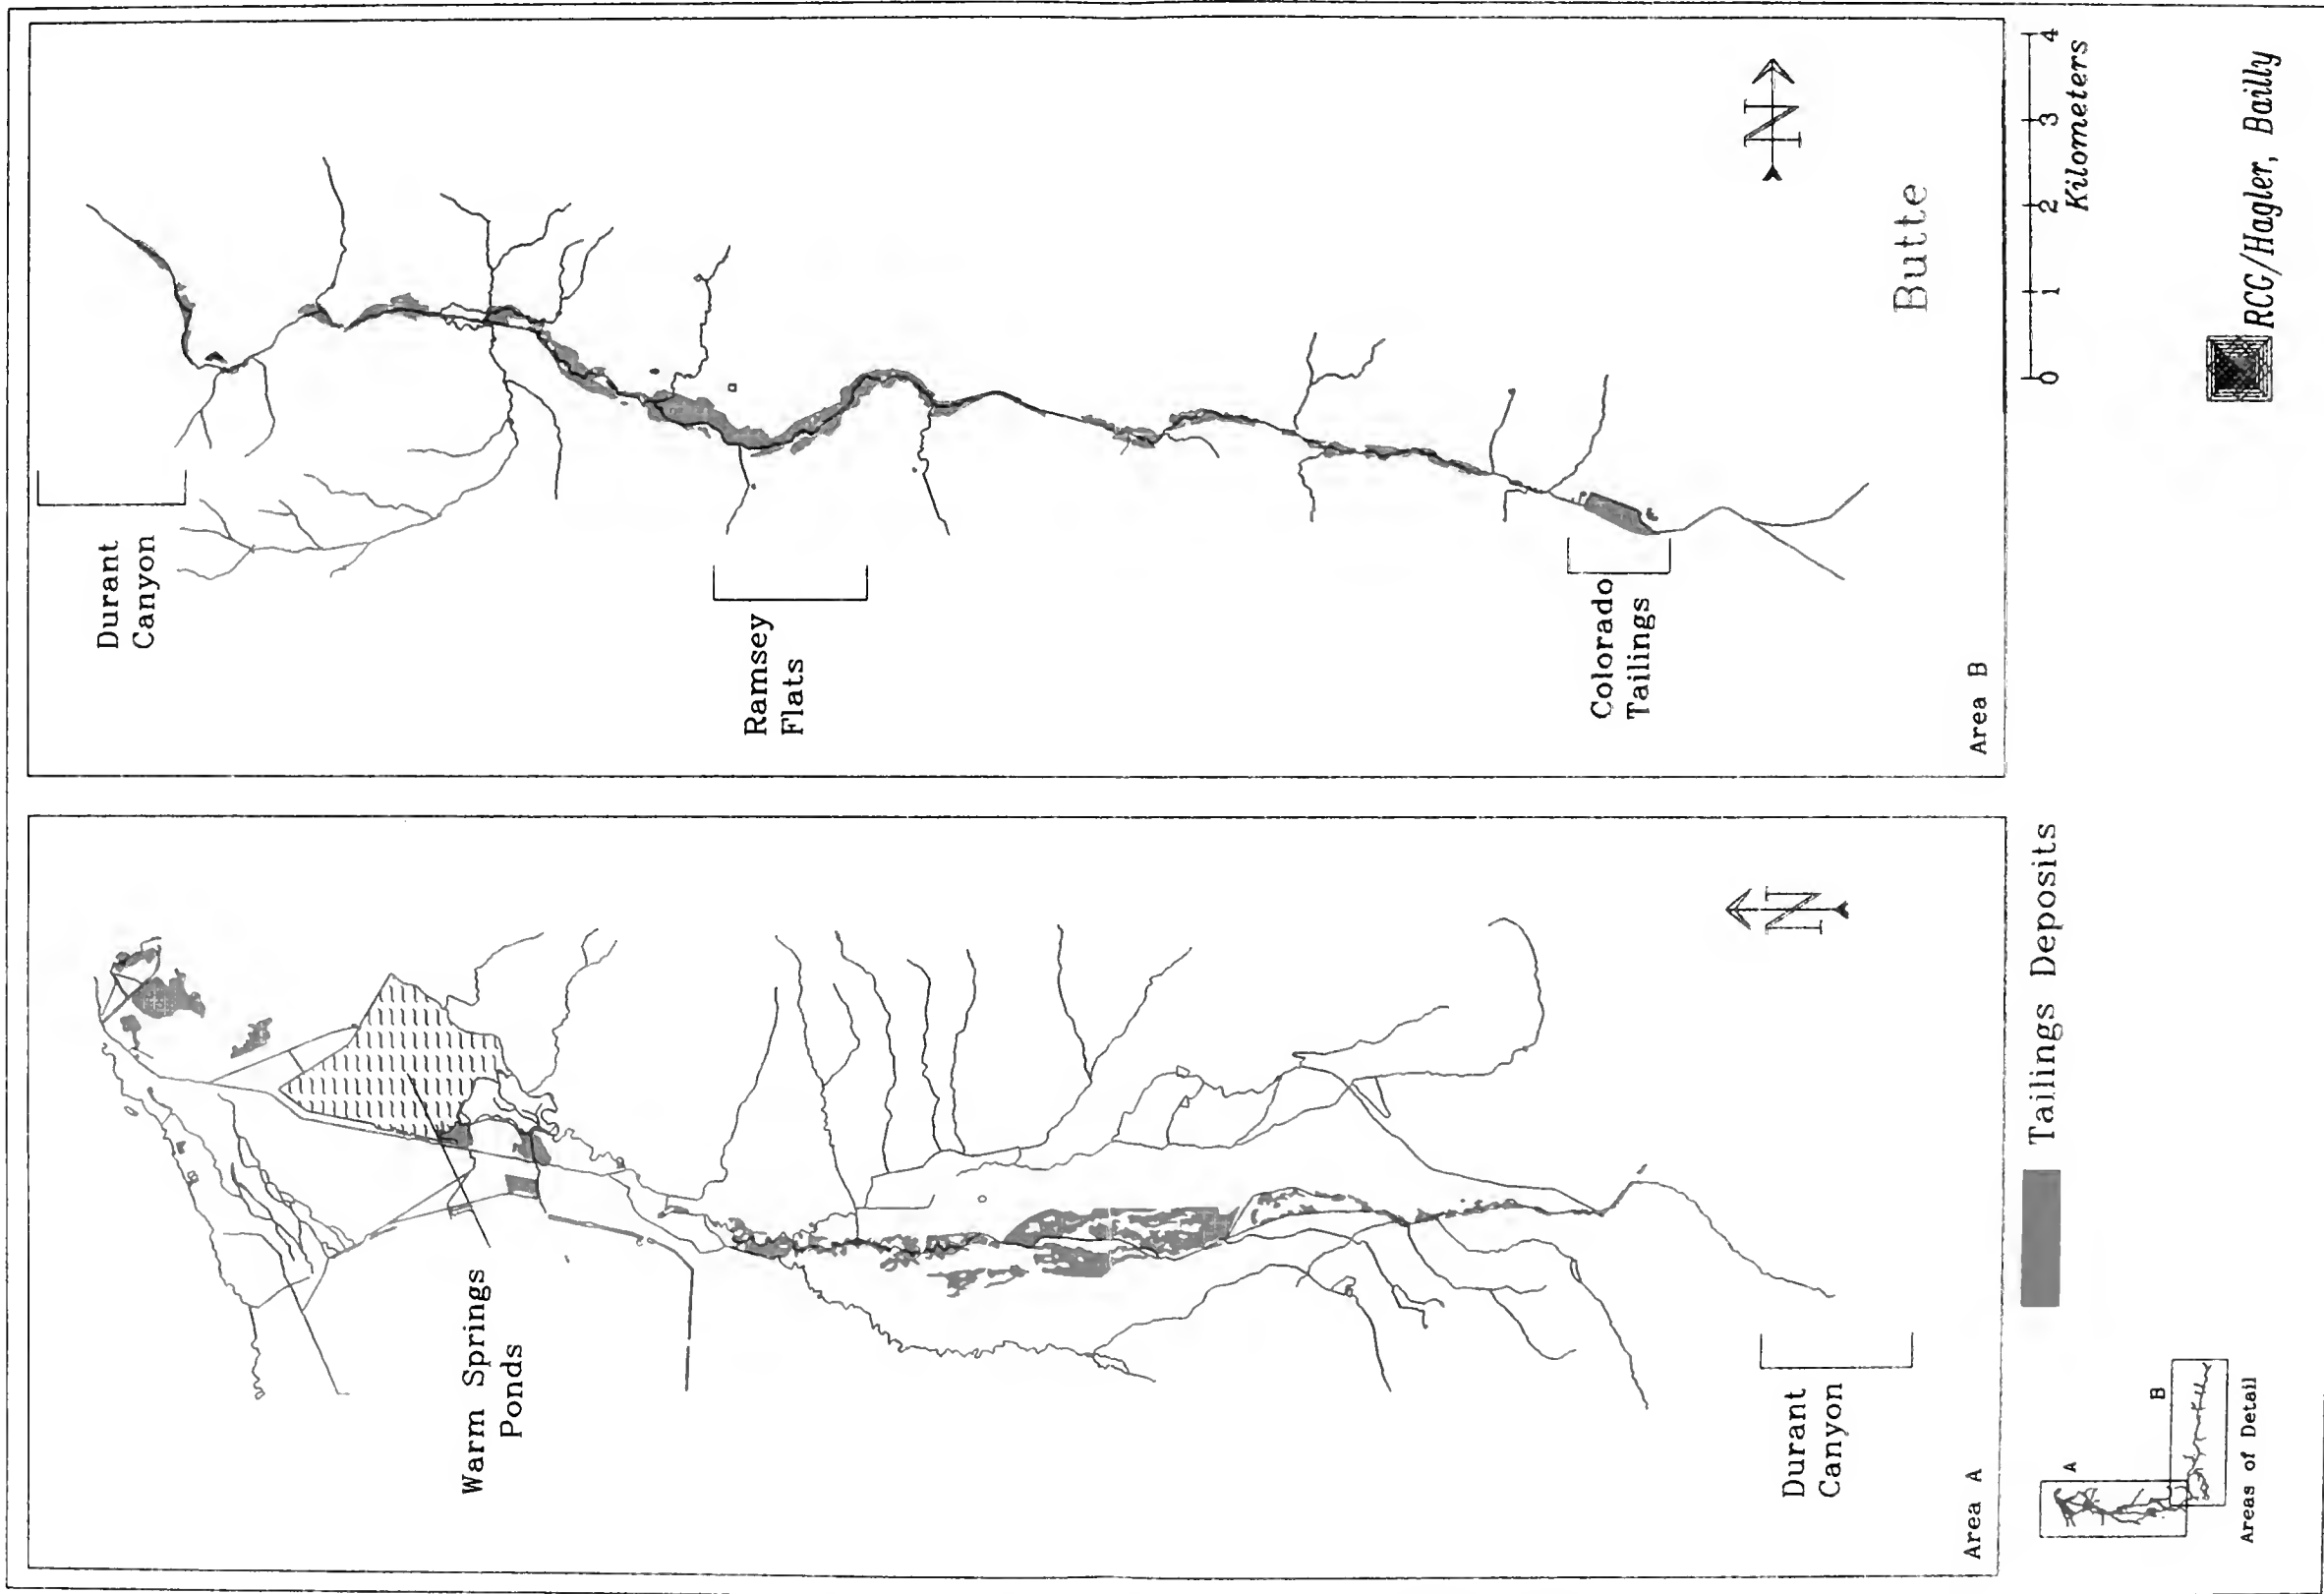 Durant
Canyon
Ramsey
Flats
Colorado
Tailings
Butte
N
Area B
0 1 2 3 4
Kilometers
RCG/Hagler, Bailly
Warm Springs
Ponds
Durant
Canyon
N
Area A
Tailings Deposits
A
B
Areas of Detail